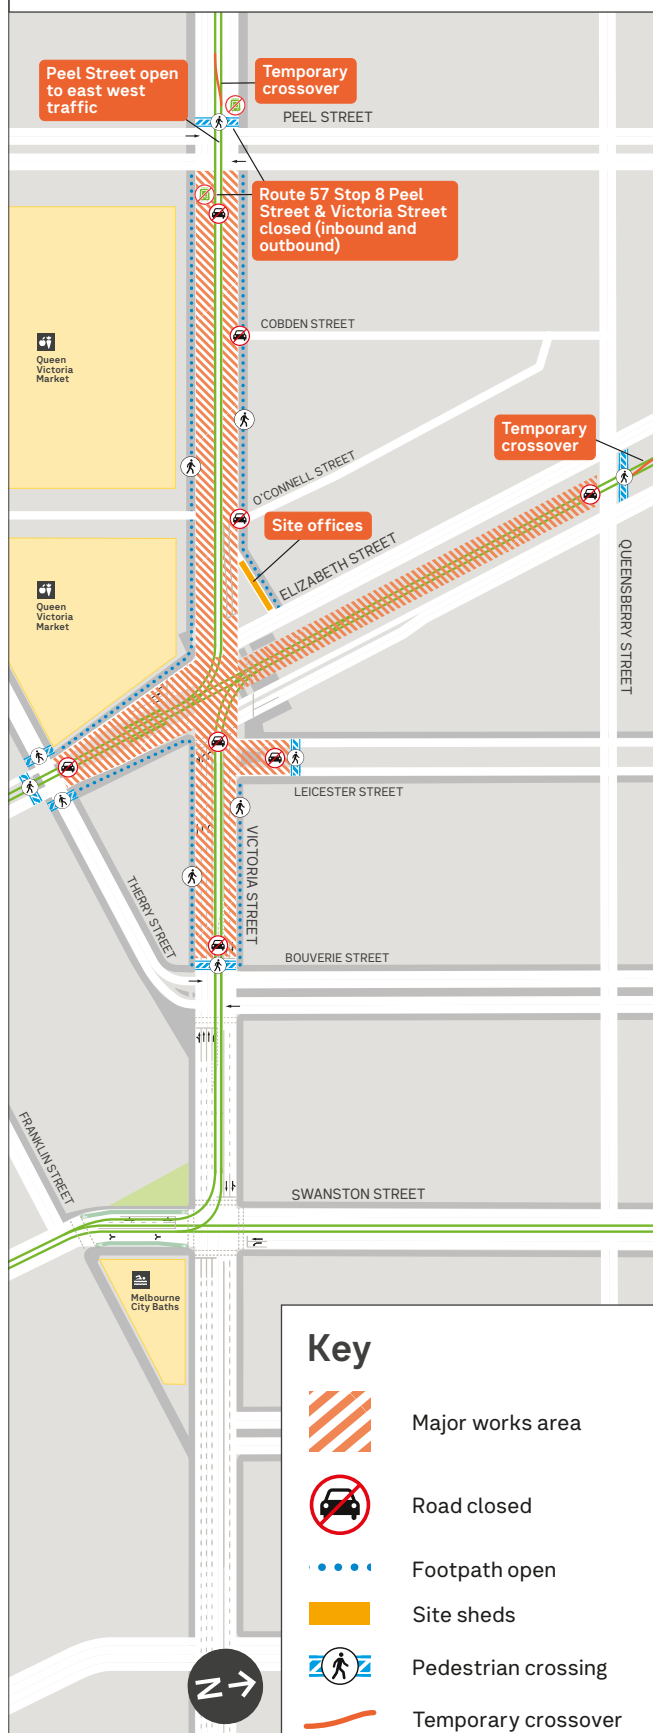 Peel Street open
to east west
traffic
Temporary
crossover
PEEL STREET
Route 57 Stop 8 Peel
Street & Victoria Street
closed (inbound and
outbound)
COBDEN STREET
Queen
Victoria
Market
Temporary
crossover
O'CONNELL STREET
Site offices
ELIZABETH STREET
QUEENSBERRY STREET
Queen
Victoria
Market
LEICESTER STREET
VICTORIA STREET
THERRY STREET
BOUVERIE STREET
FRANKLIN STREET
SWANSTON STREET
Melbourne
City Baths
Key
Major works area
Road closed
Footpath open
Site sheds
Pedestrian crossing
Temporary crossover
N